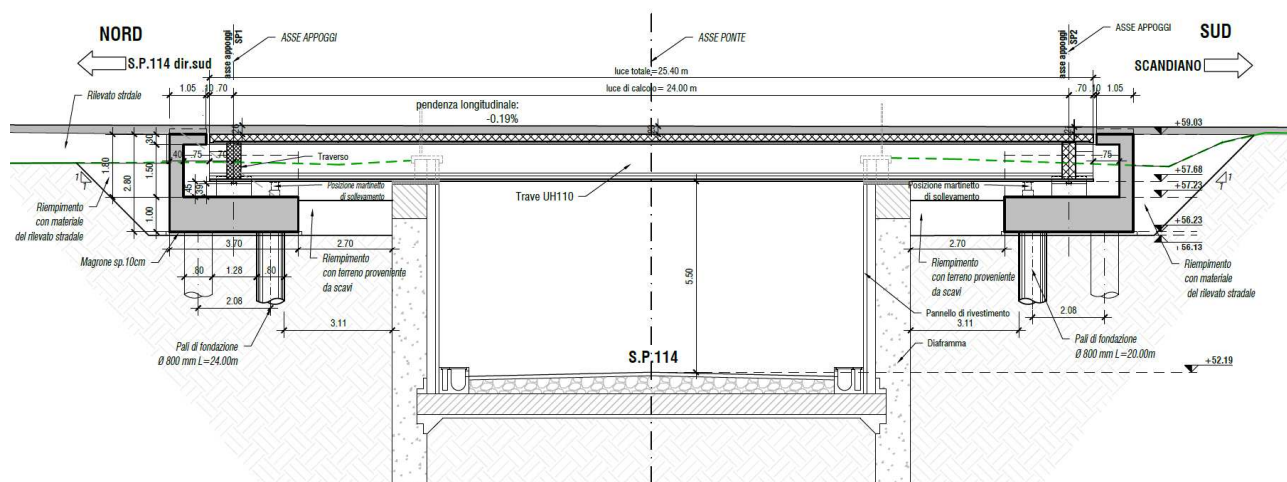 NORD
S.P.114 dir.sud
asse appoggi
SP1
ASSE APPOGGI
ASSE PONTE
asse appoggi
SP2
ASSE APPOGGI
SUD
SCANDIANO
luce totale=25.40 m
luce di calcolo= 24.00 m
1.05
.10
.70
.70
.10
1.05
Rilevato strdale
pendenza longitudinale:
-0.19%
+59.03
.30
.40
.75
.70
.75
Traverso
1.80
1.50
2.80
1.00
.45
.39
1
1
Posizione martinetto
di sollevamento
Trave UH110
Posizione martinetto
di sollevamento
+57.68
+57.23
1
1
Riempimento
con materiale
del rilevato stradale
+56.23
+56.13
3.70
2.70
2.70
Magrone sp.10cm
.80
1.28
.80
2.08
Riempimento
con terreno proveniente
da scavi
5.50
Riempimento
con terreno proveniente
da scavi
Riempimento
con materiale
del rilevato stradale
3.11
Pannello di rivestimento
3.11
2.08
Pali di fondazione
Ø 800 mm L=24.00m
S.P.114
Diaframma
Pali di fondazione
Ø 800 mm L=20.00m
+52.19